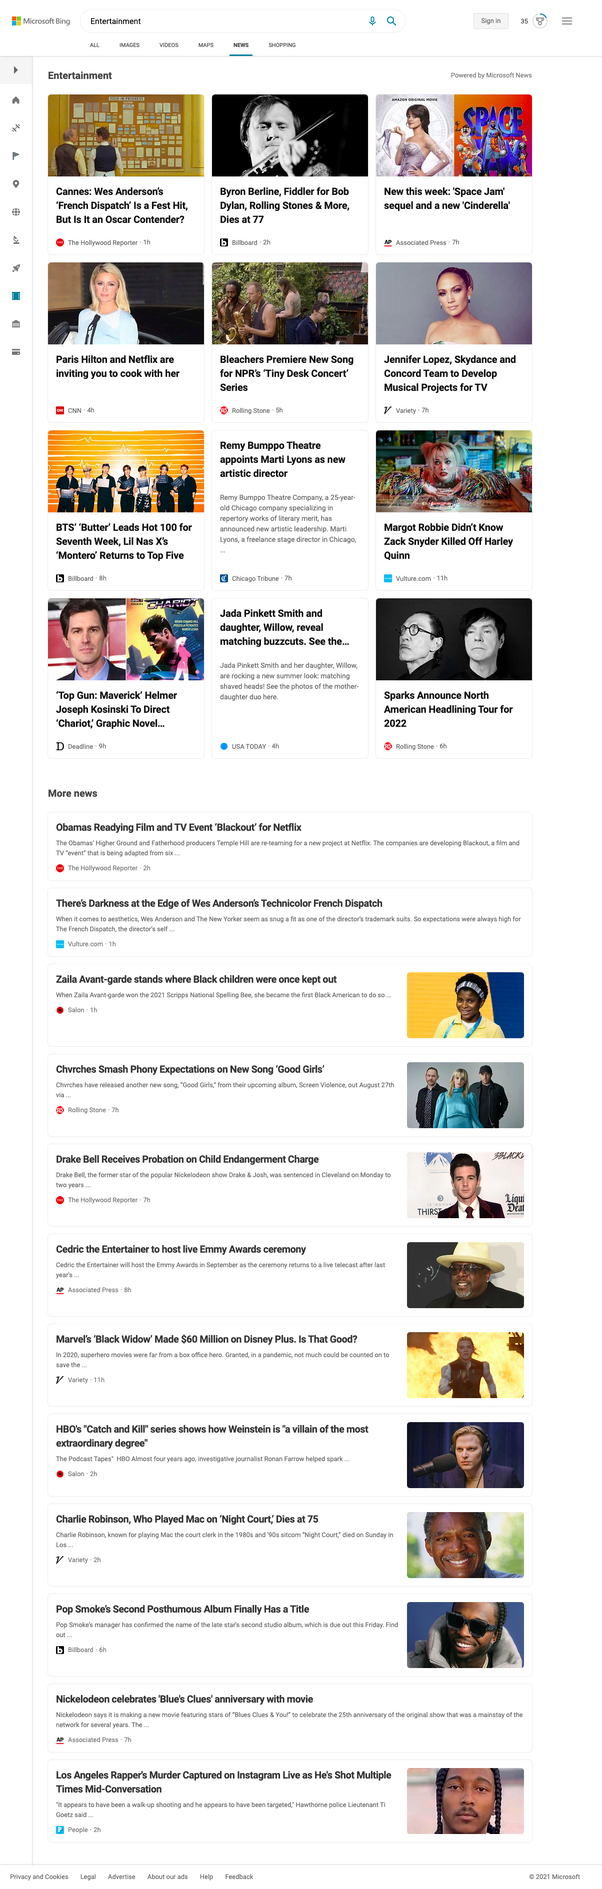 Microsoft Bing
Entertainment
Sign in
35
ALL
IMAGES
VIDEOS
MAPS
NEWS
SHOPPING
Entertainment
Powered by Microsoft News
Cannes: Wes Anderson's
'French Dispatch' Is a Fest Hit,
But Is It an Oscar Contender?
The Hollywood Reporter · 1h
Byron Berline, Fiddler for Bob
Dylan, Rolling Stones & More,
Dies at 77
Billboard · 2h
AMAZON ORIGINAL MOVIE
SPACE
New this week: 'Space Jam'
sequel and a new 'Cinderella'
AP Associated Press · 7h
Paris Hilton and Netflix are
inviting you to cook with her
CNN · 4h
Bleachers Premiere New Song
for NPR's 'Tiny Desk Concert'
Series
Rolling Stone · 5h
Jennifer Lopez, Skydance and
Concord Team to Develop
Musical Projects for TV
Variety · 7h
BTS' 'Butter' Leads Hot 100 for
Seventh Week, Lil Nas X's
'Montero' Returns to Top Five
Billboard · 8h
Remy Bumppo Theatre
appoints Marti Lyons as new
artistic director
Remy Bumppo Theatre Company, a 25-year-
old Chicago company specializing in
repertory works of literary merit, has
announced new artistic leadership. Marti
Lyons, a freelance stage director in Chicago,
...
Chicago Tribune · 7h
Margot Robbie Didn't Know
Zack Snyder Killed Off Harley
Quinn
Vulture.com · 11h
'Top Gun: Maverick' Helmer
Joseph Kosinski To Direct
'Chariot,' Graphic Novel...
Deadline · 9h
Jada Pinkett Smith and
daughter, Willow, reveal
matching buzzcuts. See the...
Jada Pinkett Smith and her daughter, Willow,
are rocking a new summer look: matching
shaved heads! See the photos of the mother-
daughter duo here.
USA TODAY · 4h
Sparks Announce North
American Headlining Tour for
2022
Rolling Stone · 6h
More news
Obamas Readying Film and TV Event 'Blackout' for Netflix
The Obamas' Higher Ground and Fatherhood producers Temple Hill are re-teaming for a new project at Netflix. The companies are developing Blackout, a film and
TV "event" that is being adapted from six ...
The Hollywood Reporter · 2h
There's Darkness at the Edge of Wes Anderson's Technicolor French Dispatch
When it comes to aesthetics, Wes Anderson and The New Yorker seem as snug a fit as one of the director's trademark suits. So expectations were always high for
The French Dispatch, the director's self ...
Vulture.com · 1h
Zaila Avant-garde stands where Black children were once kept out
When Zaila Avant-garde won the 2021 Scripps National Spelling Bee, she became the first Black American to do so ...
Salon · 1h
Chvrches Smash Phony Expectations on New Song 'Good Girls'
Chvrches have released another new song, "Good Girls," from their upcoming album, Screen Violence, out August 27th
via ...
Rolling Stone · 7h
Drake Bell Receives Probation on Child Endangerment Charge
Drake Bell, the former star of the popular Nickelodeon show Drake & Josh, was sentenced in Cleveland on Monday to
two years ...
The Hollywood Reporter · 7h
Cedric the Entertainer to host live Emmy Awards ceremony
Cedric the Entertainer will host the Emmy Awards in September as the ceremony returns to a live telecast after last
year's ...
AP Associated Press · 8h
Marvel's 'Black Widow' Made $60 Million on Disney Plus. Is That Good?
In 2020, superhero movies were far from a box office hero. Granted, in a pandemic, not much could be counted on to
save the ...
Variety · 11h
HBO's "Catch and Kill" series shows how Weinstein is "a villain of the most
extraordinary degree"
The Podcast Tapes" HBO Almost four years ago, investigative journalist Ronan Farrow helped spark ...
Salon · 2h
Charlie Robinson, Who Played Mac on 'Night Court,' Dies at 75
Charlie Robinson, known for playing Mac the court clerk in the 1980s and '90s sitcom "Night Court," died on Sunday in
Los ...
Variety · 2h
Pop Smoke's Second Posthumous Album Finally Has a Title
Pop Smoke's manager has confirmed the name of the late star's second studio album, which is due out this Friday. Find
out ...
Billboard · 6h
Nickelodeon celebrates 'Blue's Clues' anniversary with movie
Nickelodeon says it is making a new movie featuring stars of "Blues Clues & You!" to celebrate the 25th anniversary of the original show that was a mainstay of the
network for several years. The ...
AP Associated Press · 7h
Los Angeles Rapper's Murder Captured on Instagram Live as He's Shot Multiple
Times Mid-Conversation
"It appears to have been a walk-up shooting and he appears to have been targeted," Hawthorne police Lieutenant Ti
Goetz said ...
People · 2h
Privacy and Cookies
Legal
Advertise
About our ads
Help
Feedback
© 2021 Microsoft